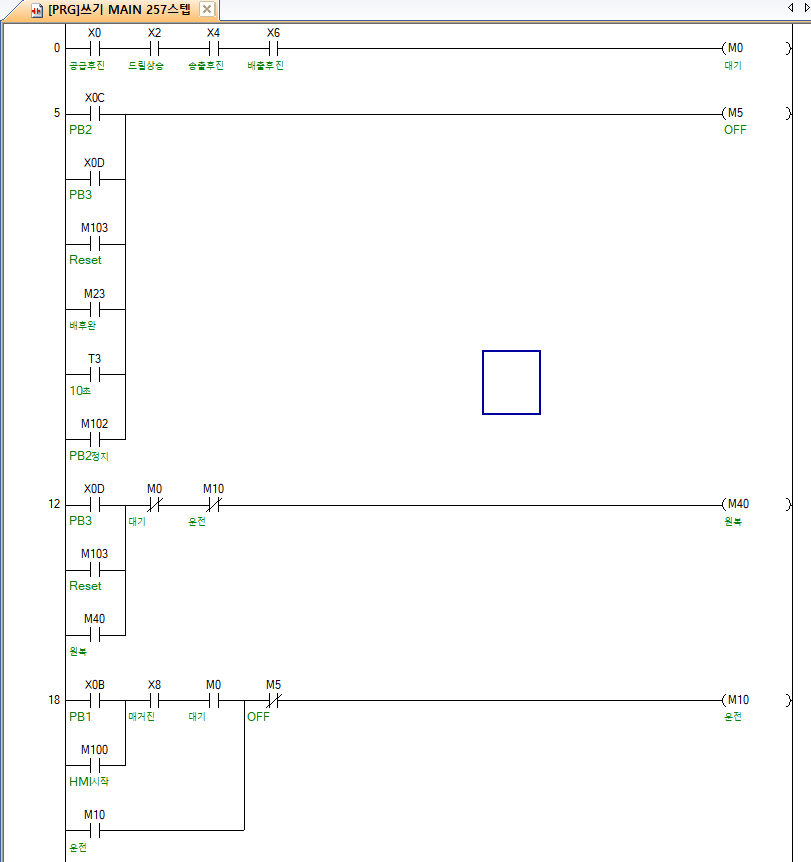 [PRG]쓰기 MAIN 257스텝
X0 X2 X4 X6
0 M0
공급후진 드릴상승 송출후진 배출후진 대기
X0C
5 M5
PB2 OFF
X0D
PB3
M103
Reset
M23
배후완
T3
10초
M102
PB2정지
X0D M0 M10
12 M40
PB3 대기 운전 원복
M103
Reset
M40
원복
X0B X8 M0 M5
18 M10
PB1 매거진 대기 OFF 운전
M100
HMI시작
M10
운전